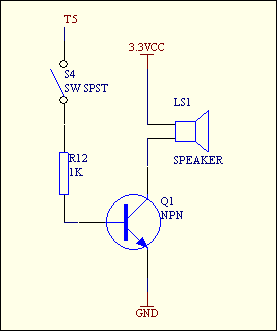 T5
3.3VCC
S4
SW SPST
LS1
SPEAKER
R12
1K
Q1
NPN
GND